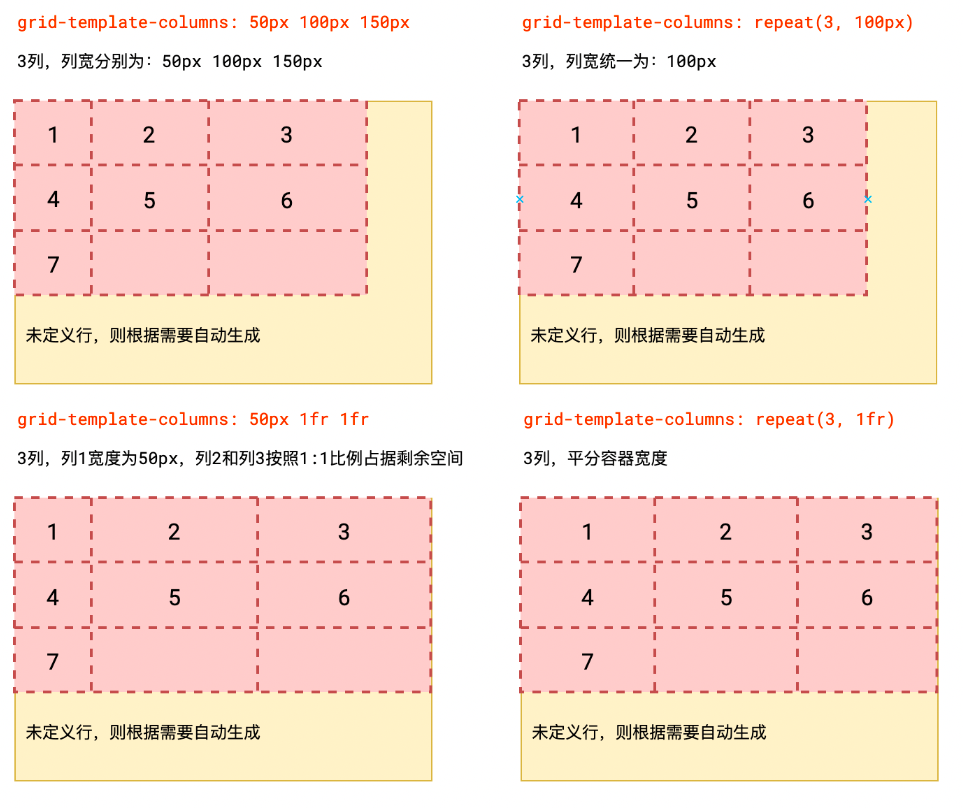 grid-template-columns: 50px 100px 150px
3列，列宽分别为：50px 100px 150px
1 2 3
4 5 6
7
未定义行，则根据需要自动生成
grid-template-columns: repeat(3, 100px)
3列，列宽统一为：100px
1 2 3
4 5 6
7
未定义行，则根据需要自动生成
grid-template-columns: 50px 1fr 1fr
3列，列1宽度为50px，列2和列3按照1:1比例占据剩余空间
1 2 3
4 5 6
7
未定义行，则根据需要自动生成
grid-template-columns: repeat(3, 1fr)
3列，平分容器宽度
1 2 3
4 5 6
7
未定义行，则根据需要自动生成